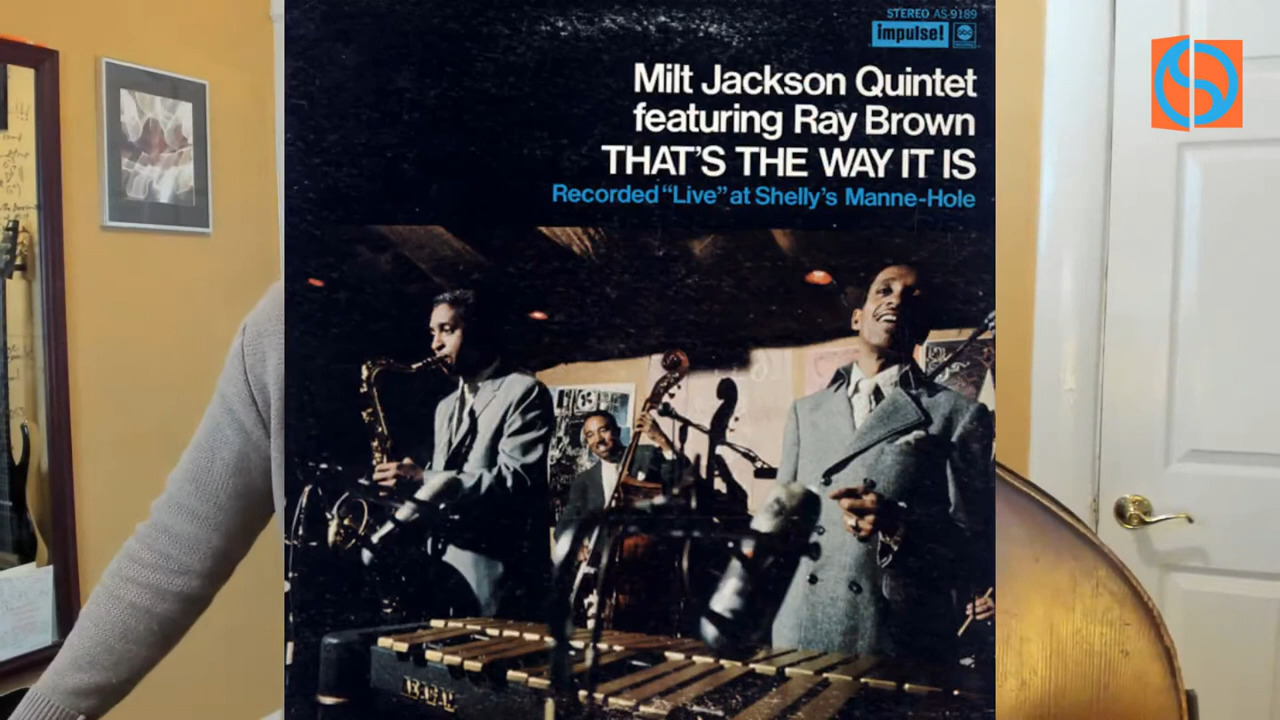 STEREO AS-9189
impulse!
abc
Milt Jackson Quintet
featuring Ray Brown
THAT'S THE WAY IT IS
Recorded "Live" at Shelly's Manne-Hole